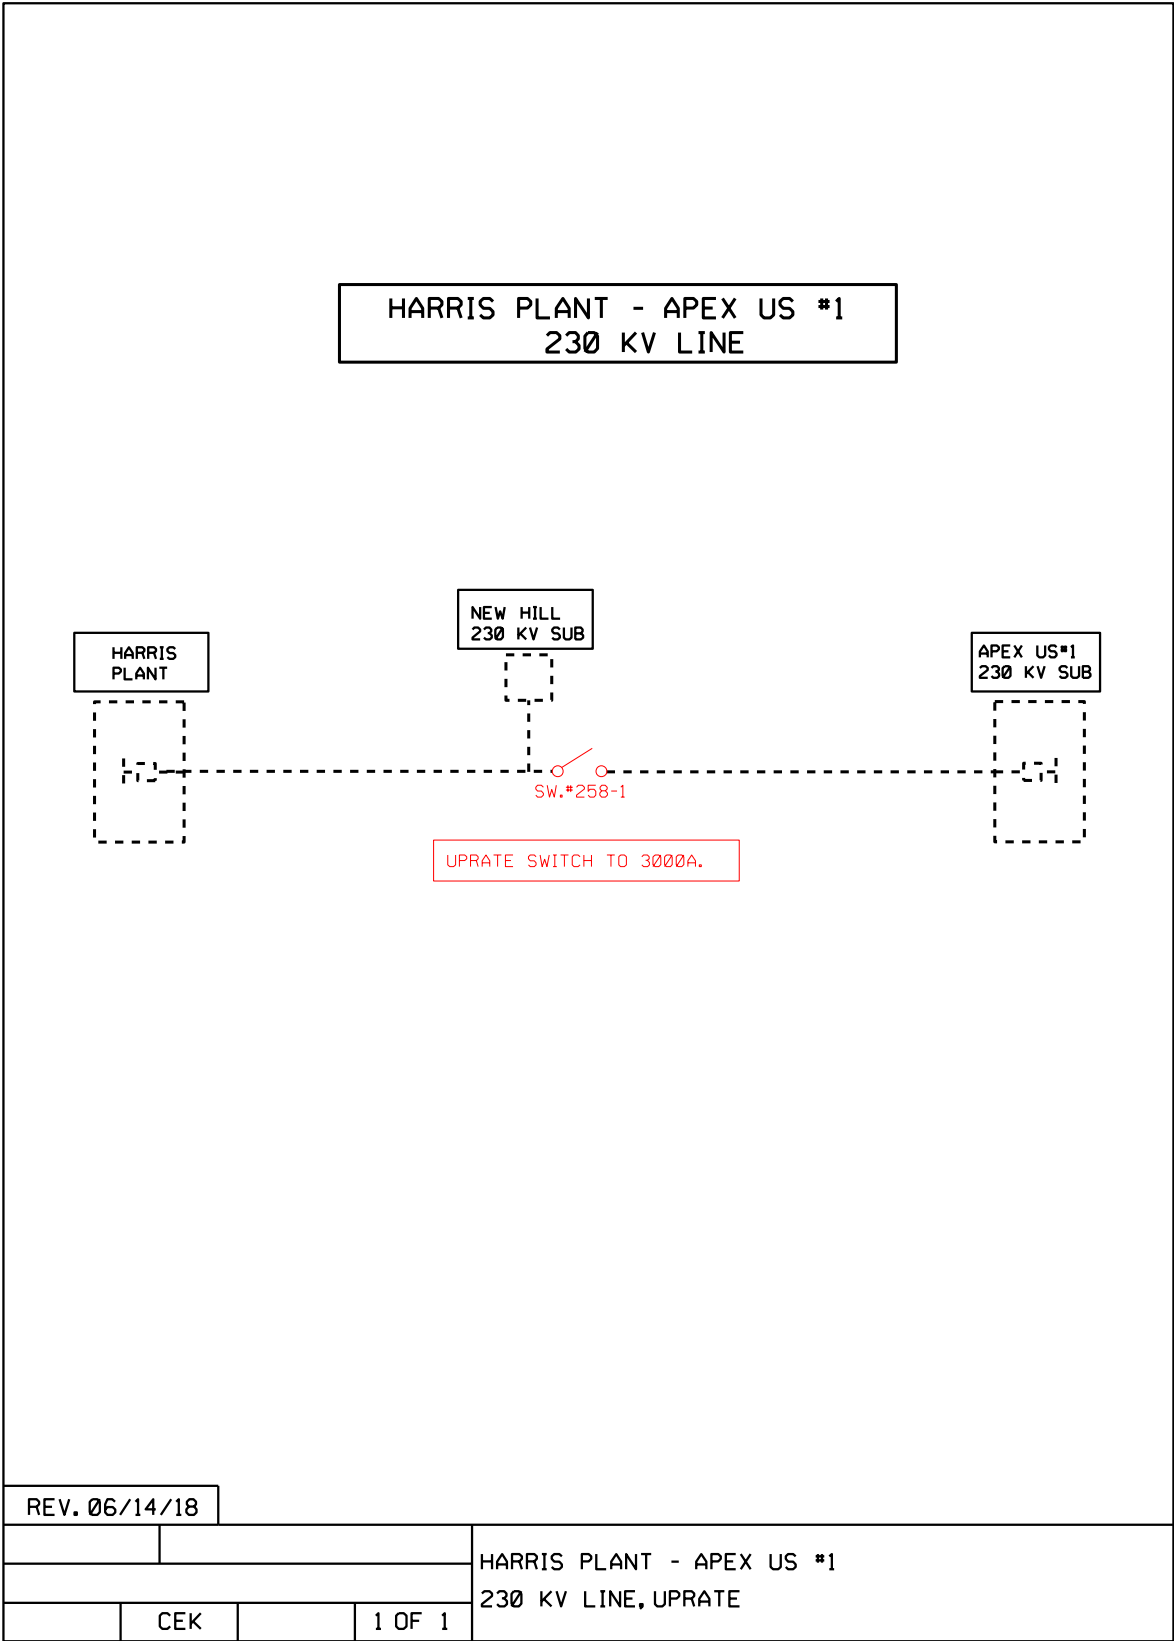 HARRIS PLANT - APEX US #1
230 KV LINE
NEW HILL
230 KV SUB
HARRIS
PLANT
APEX US#1
230 KV SUB
SW.#258-1
UPRATE SWITCH TO 3000A.
REV. 06/14/18
HARRIS PLANT - APEX US #1
230 KV LINE, UPRATE
CEK
1 OF 1